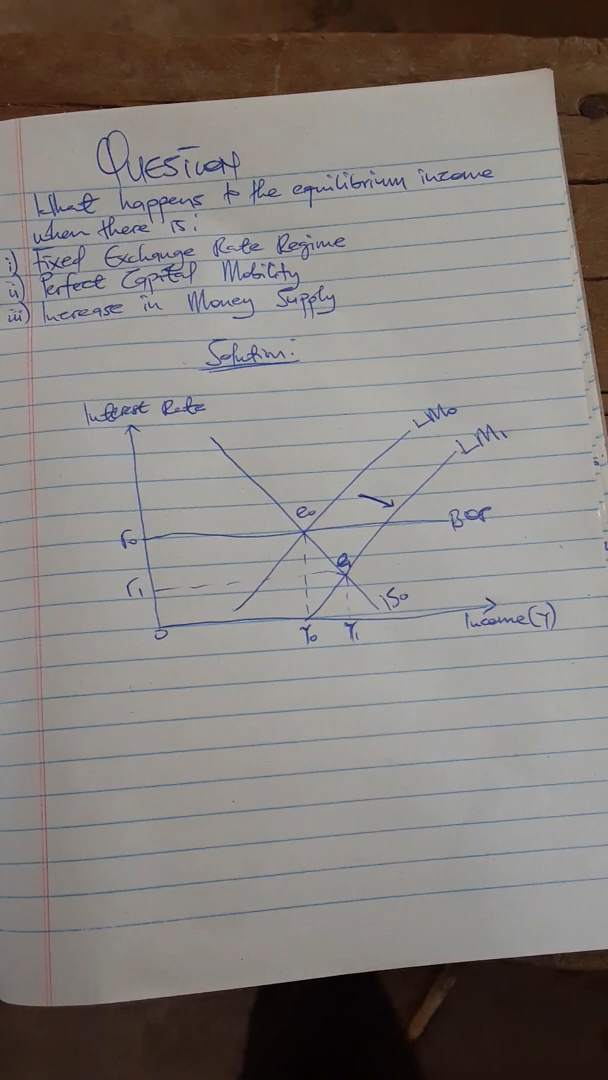 QUESTION
What happens to the equilibrium income
when there is:
i) Fixed Exchange Rate Regime
ii) Perfect Capital Mobility
iii) Increase in Money Supply
Solution:
Interest Rate
LM₀
LM₁
e₀
BOP
r₀
e₁
r₁
IS₀
Income (Y)
0
Y₀
Y₁